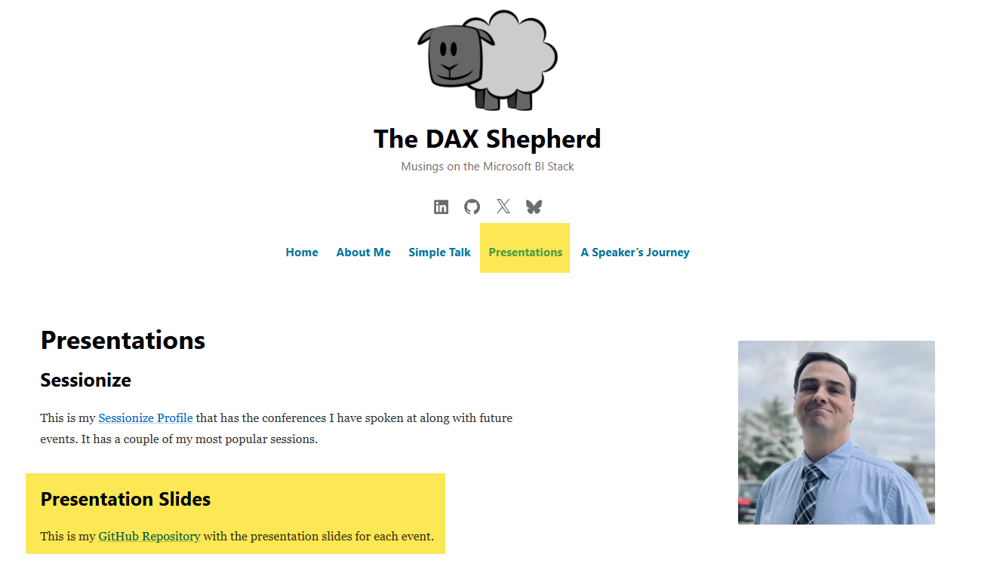 The DAX Shepherd
Musings on the Microsoft BI Stack
in
Home About Me Simple Talk Presentations A Speaker’s Journey
Presentations
Sessionize
This is my Sessionize Profile that has the conferences I have spoken at along with future
events. It has a couple of my most popular sessions.
Presentation Slides
This is my GitHub Repository with the presentation slides for each event.